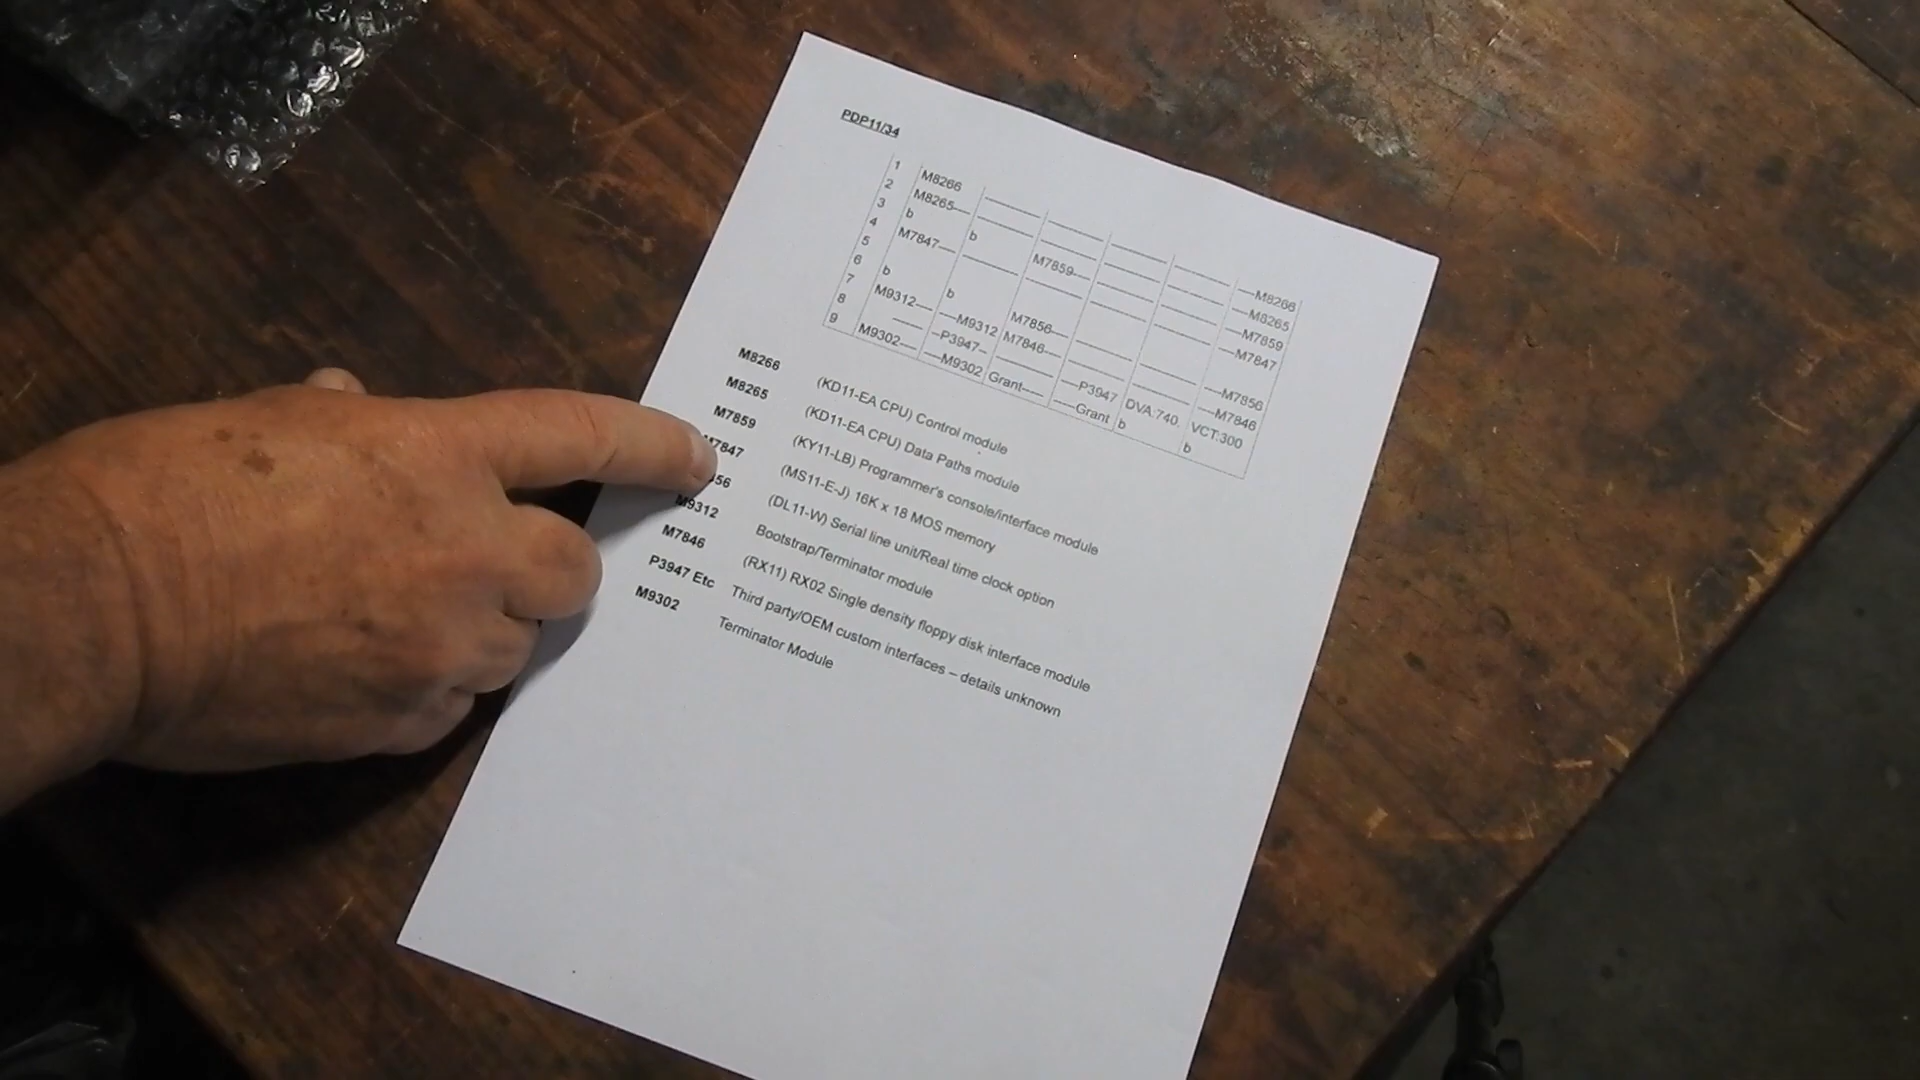 PDP11/34
1 M8266 M8266
2 M8265 M8265
3 b b M7859 M7859
4 M7847 M7847
5
6 b b M7856 M7856
7 M9312 M9312 M7846 M7846
8 P3947 P3947 DVA:740, VCT:300
9 M9302 M9302 Grant Grant b b
M8266 (KD11-EA CPU) Control module
M8265 (KD11-EA CPU) Data Paths module
M7859 (KY11-LB) Programmer's console/interface module
M7847 (MS11-E-J) 16K x 18 MOS memory
56 (DL11-W) Serial line unit/Real time clock option
M9312 Bootstrap/Terminator module
M7846 (RX11) RX02 Single density floppy disk interface module
P3947 Etc Third party/OEM custom interfaces – details unknown
M9302 Terminator Module